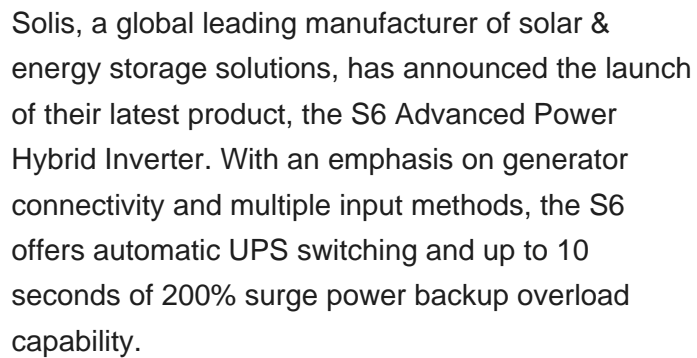 Solis, a global leading manufacturer of solar &
energy storage solutions, has announced the launch
of their latest product, the S6 Advanced Power
Hybrid Inverter. With an emphasis on generator
connectivity and multiple input methods, the S6
offers automatic UPS switching and up to 10
seconds of 200% surge power backup overload
capability.